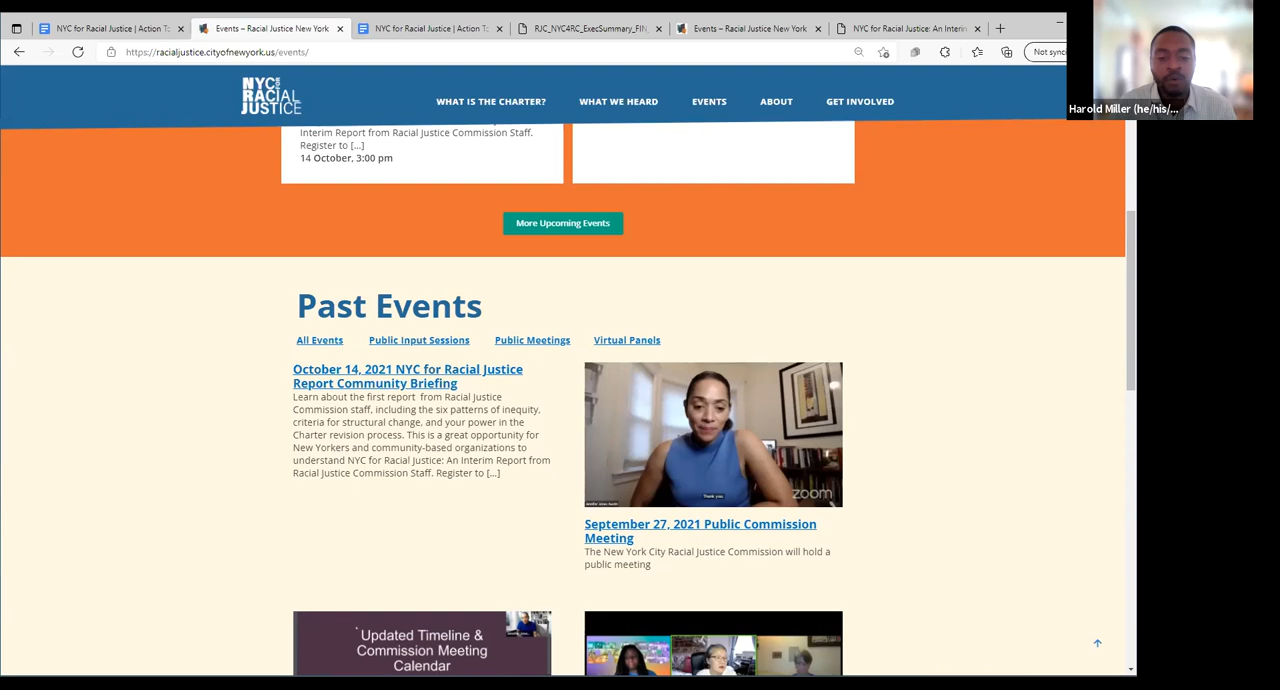 NYC for Racial Justice | Action To
Events – Racial Justice New York
NYC for Racial Justice | Action To
RJC_NYC4RC_ExecSummary_FIN
Events – Racial Justice New York
NYC for Racial Justice: An Interim
https://racialjustice.cityofnewyork.us/events/
Not sync
Harold Miller (he/his/...
NYC FOR RACIAL JUSTICE
WHAT IS THE CHARTER?
WHAT WE HEARD
EVENTS
ABOUT
GET INVOLVED
Interim Report from Racial Justice Commission Staff.
Register to [...]
14 October, 3:00 pm
More Upcoming Events
Past Events
All Events
Public Input Sessions
Public Meetings
Virtual Panels
October 14, 2021 NYC for Racial Justice
Report Community Briefing
Learn about the first report from Racial Justice
Commission staff, including the six patterns of inequity,
criteria for structural change, and your power in the
Charter revision process. This is a great opportunity for
New Yorkers and community-based organizations to
understand NYC for Racial Justice: An Interim Report from
Racial Justice Commission Staff. Register to [...]
Thank you.
zoom
September 27, 2021 Public Commission
Meeting
The New York City Racial Justice Commission will hold a
public meeting
Updated Timeline &
Commission Meeting
Calendar